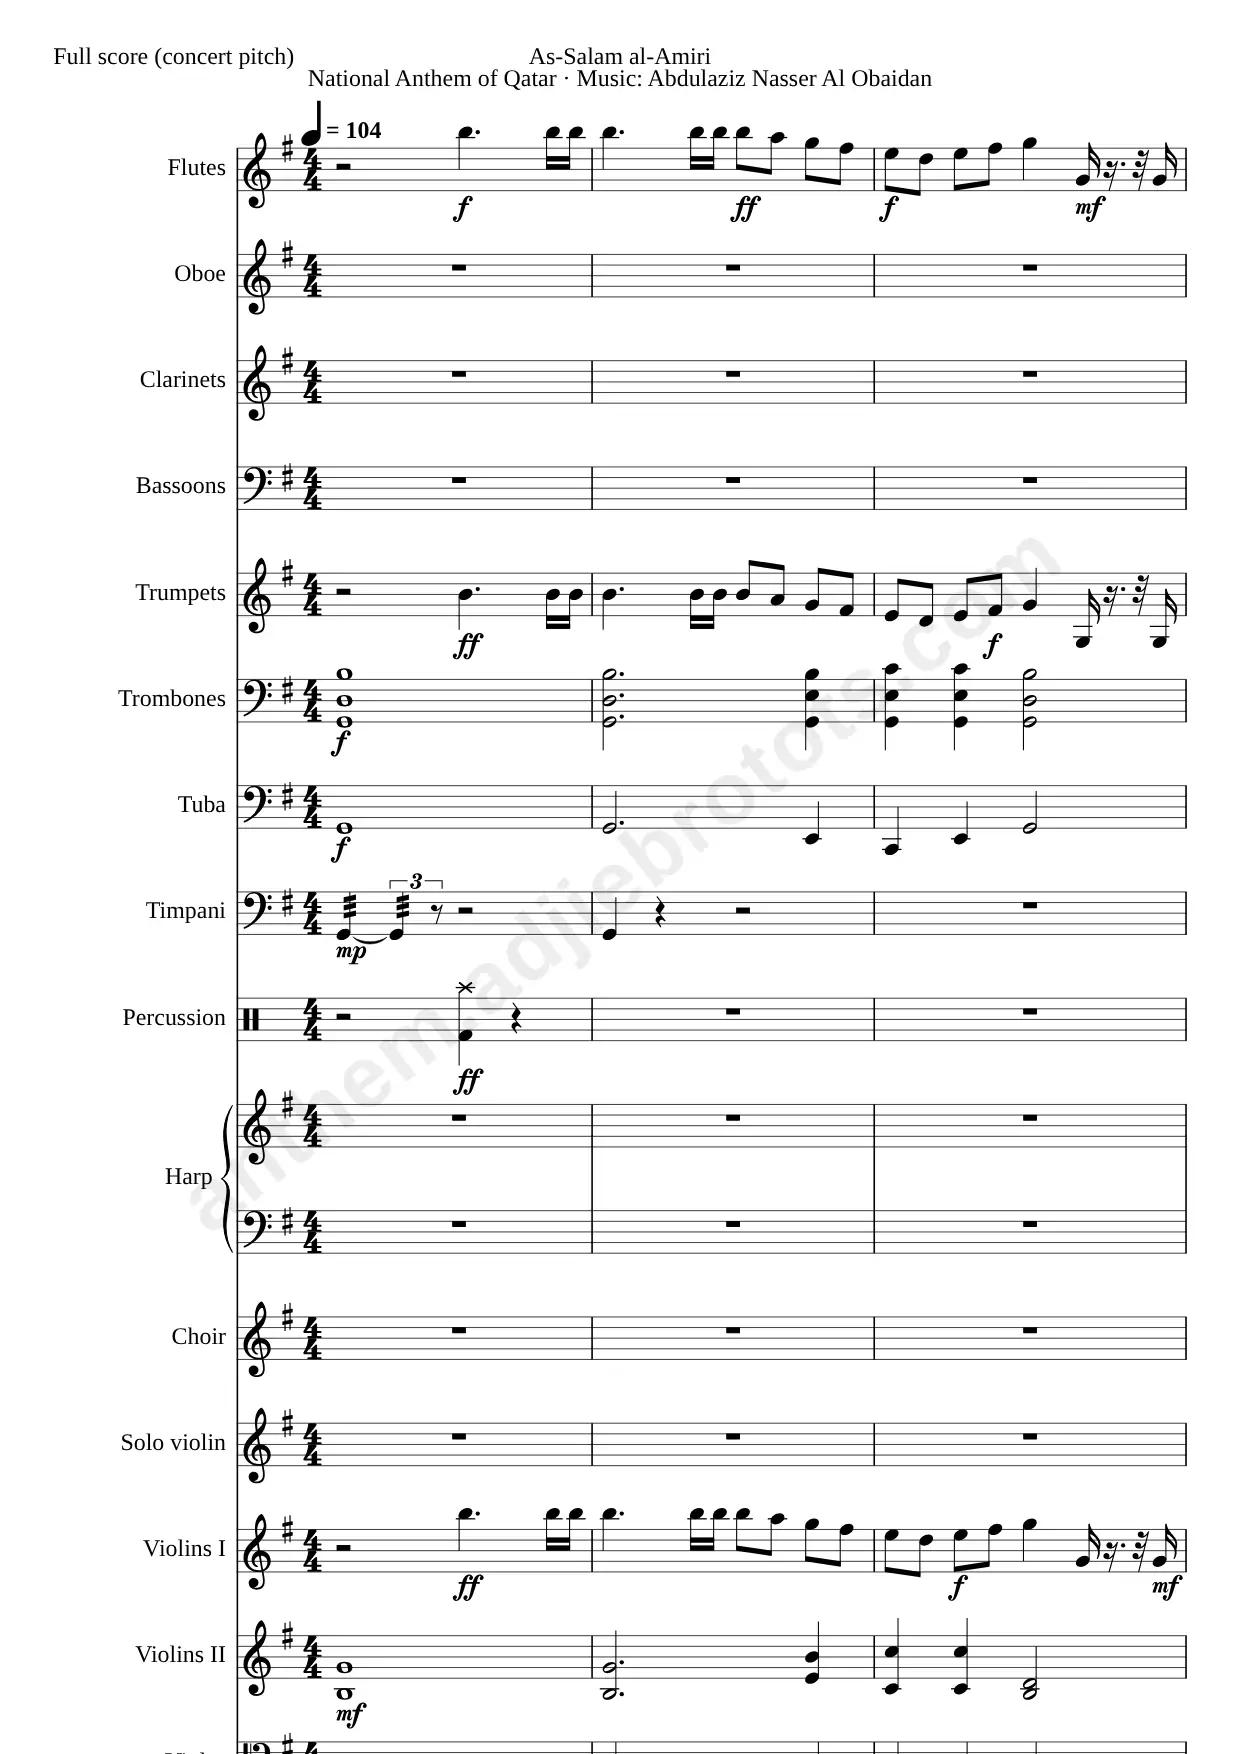 Full score (concert pitch)
As-Salam al-Amiri
National Anthem of Qatar · Music: Abdulaziz Nasser Al Obaidan
= 104
Flutes
f
ff
f
mf
Oboe
Clarinets
Bassoons
Trumpets
ff
f
Trombones
f
Tuba
f
Timpani
3
mp
Percussion
ff
Harp
Choir
Solo violin
Violins I
ff
f
mf
Violins II
mf
anthem.adjiebrotots.com